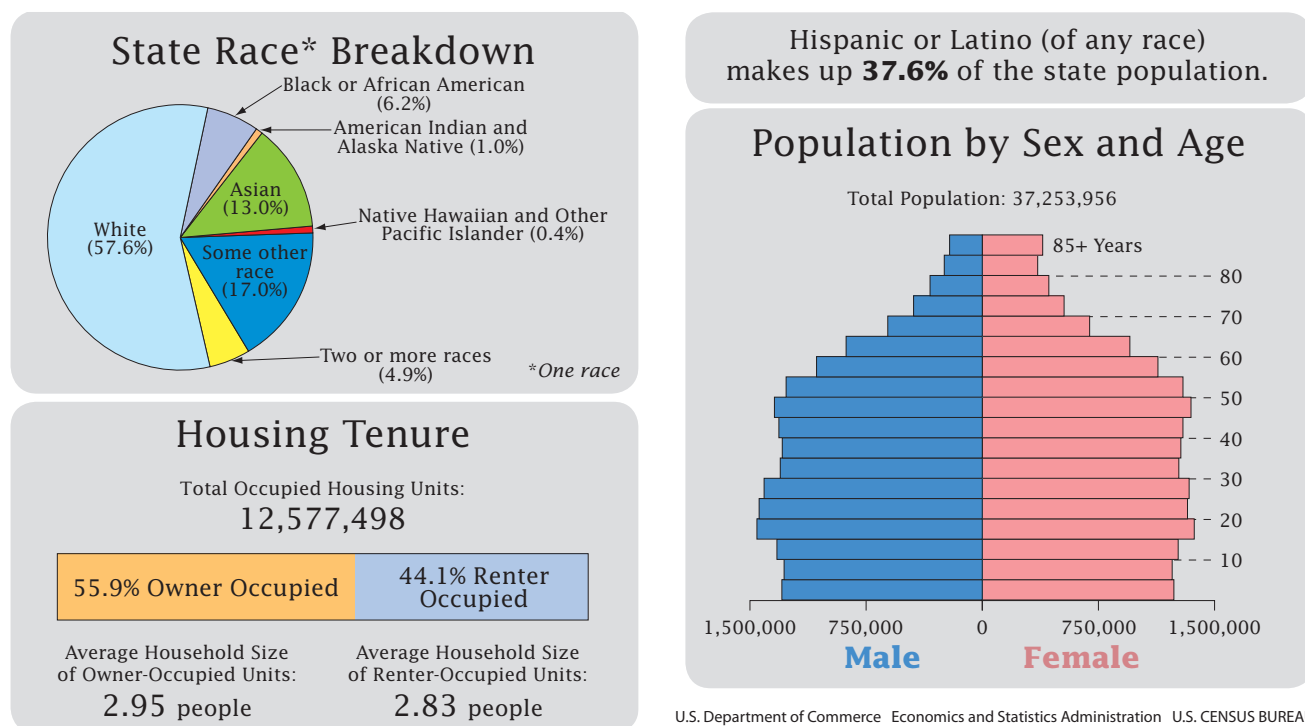 State Race* Breakdown
Black or African American
(6.2%)
American Indian and
Alaska Native (1.0%)
Asian
(13.0%)
Native Hawaiian and Other
Pacific Islander (0.4%)
White
(57.6%)
Some other
race
(17.0%)
Two or more races
(4.9%)
*One race
Housing Tenure
Total Occupied Housing Units:
12,577,498
55.9% Owner Occupied
44.1% Renter
Occupied
Average Household Size
of Owner-Occupied Units:
2.95 people
Average Household Size
of Renter-Occupied Units:
2.83 people
Hispanic or Latino (of any race)
makes up 37.6% of the state population.
Population by Sex and Age
Total Population: 37,253,956
85+ Years
80
70
60
50
40
30
20
10
1,500,000 750,000 0 750,000 1,500,000
Male Female
U.S. Department of Commerce Economics and Statistics Administration U.S. CENSUS BUREA